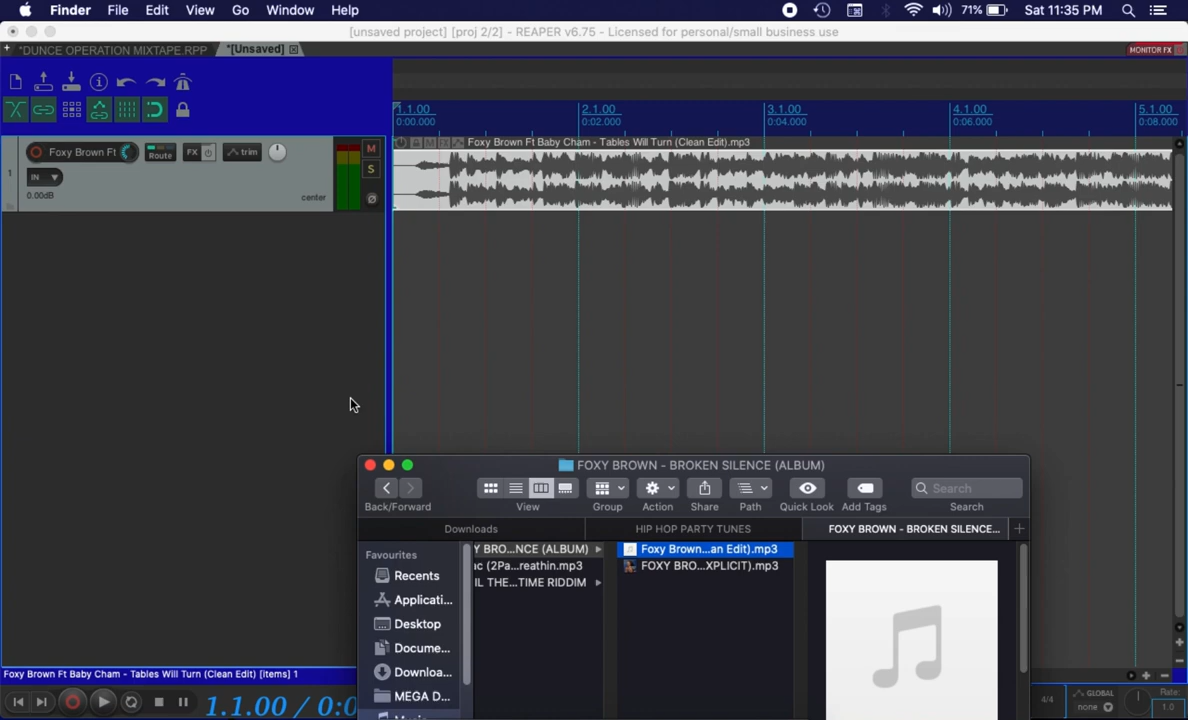 Finder File Edit View Go Window Help 71% Sat 11:35 PM
[unsaved project] [proj 2/2] - REAPER v6.75 - Licensed for personal/small business use
+ *DUNCE OPERATION MIXTAPE.RPP *[Unsaved] MONITOR FX
1.1.00 2.1.00 3.1.00 4.1.00 5.1.00
0:00.000 0:02.000 0:04.000 0:06.000 0:08.000
Foxy Brown Ft Baby Cham - Tables Will Turn (Clean Edit).mp3
1 Foxy Brown Ft Route FX trim M
IN S
0.00dB center
FOXY BROWN - BROKEN SILENCE (ALBUM)
Search
Back/Forward View Group Action Share Path Quick Look Add Tags Search
Downloads HIP HOP PARTY TUNES FOXY BROWN - BROKEN SILENCE... +
Favourites
Recents
Applicati...
Desktop
Docume...
Downloa...
MEGA D...
Y BRO...NCE (ALBUM)
ic (2Pa...reathin.mp3
IL THE...TIME RIDDIM
Foxy Brown...an Edit).mp3
FOXY BRO...XPLICIT).mp3
Foxy Brown Ft Baby Cham - Tables Will Turn (Clean Edit) [items] 1
1.1.00 / 0:0
4/4 GLOBAL none Rate: 1.0